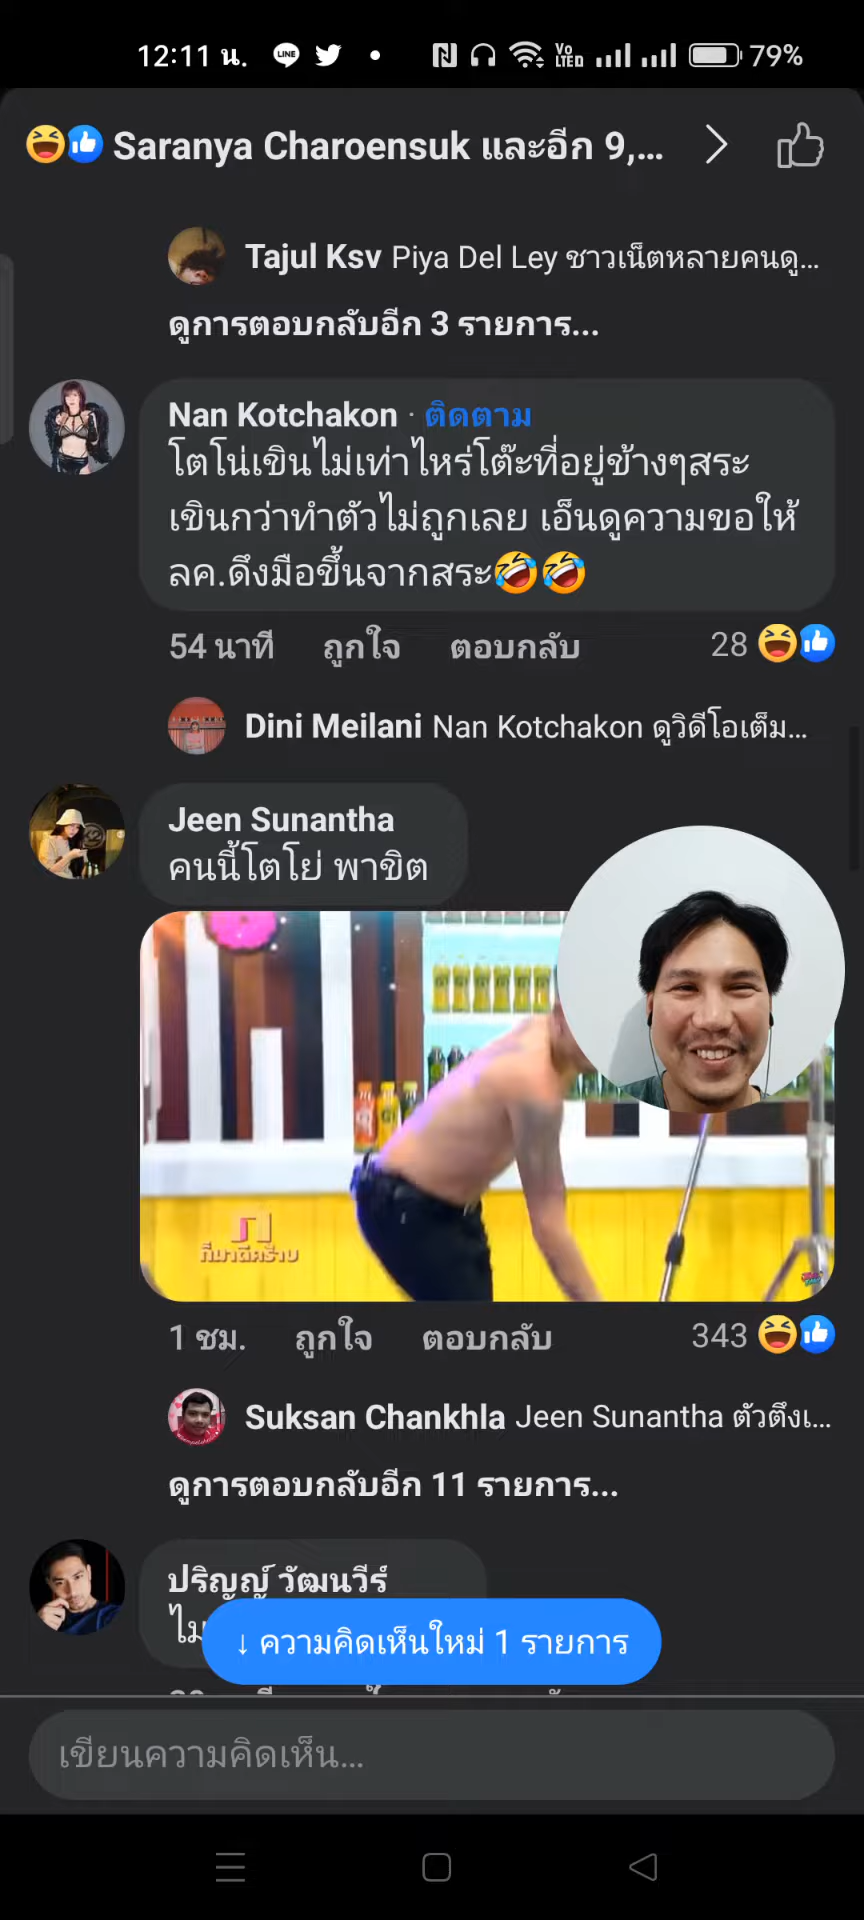 12:11 น.
LINE
VoLTED
79%
Saranya Charoensuk และอีก 9,...
Tajul Ksv Piya Del Ley ชาวเน็ตหลายคนดู...
ดูการตอบกลับอีก 3 รายการ...
Nan Kotchakon · ติดตาม
โตโน่เขินไม่เท่าไหร่โต๊ะที่อยู่ข้างๆสระ
เขินกว่าทำตัวไม่ถูกเลย เอ็นดูความขอให้
ลค.ดึงมือขึ้นจากสระ🤣🤣
54 นาที ถูกใจ ตอบกลับ 28
Dini Meilani Nan Kotchakon ดูวิดีโอเต็ม...
Jeen Sunantha
คนนี้โตโย่ พาขิต
ก็มาดิคร้าบ
1 ชม. ถูกใจ ตอบกลับ 343
Suksan Chankhla Jeen Sunantha ตัวตึงเ...
ดูการตอบกลับอีก 11 รายการ...
ปริญญ์ วัฒนวีร์
↓ ความคิดเห็นใหม่ 1 รายการ
เขียนความคิดเห็น...